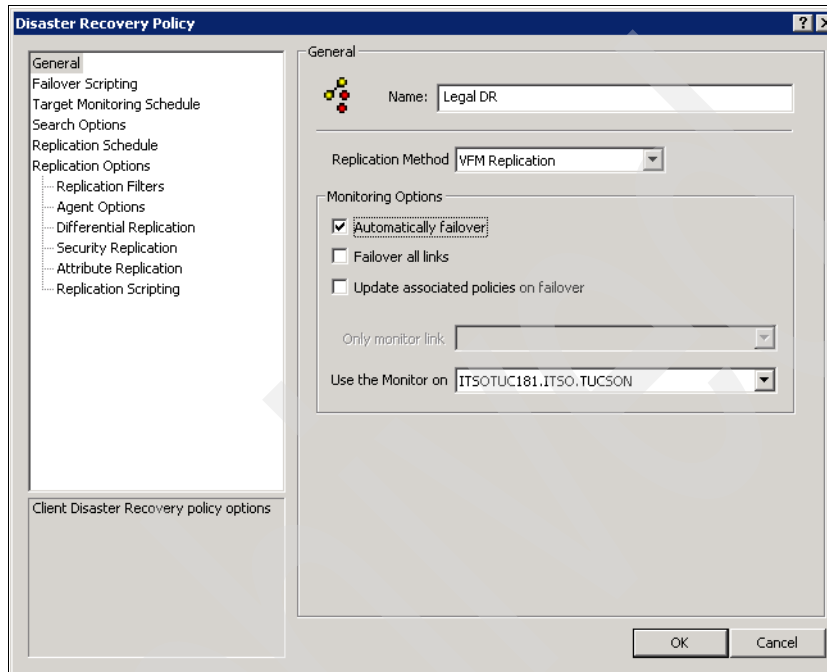 Disaster Recovery Policy
General
Failover Scripting
Target Monitoring Schedule
Search Options
Replication Schedule
Replication Options
Replication Filters
Agent Options
Differential Replication
Security Replication
Attribute Replication
Replication Scripting
Client Disaster Recovery policy options
General
Name: Legal DR
Replication Method VFM Replication
Monitoring Options
Automatically failover
Failover all links
Update associated policies on failover
Only monitor link
Use the Monitor on ITSOTUC181.ITSO.TUCSON
OK Cancel